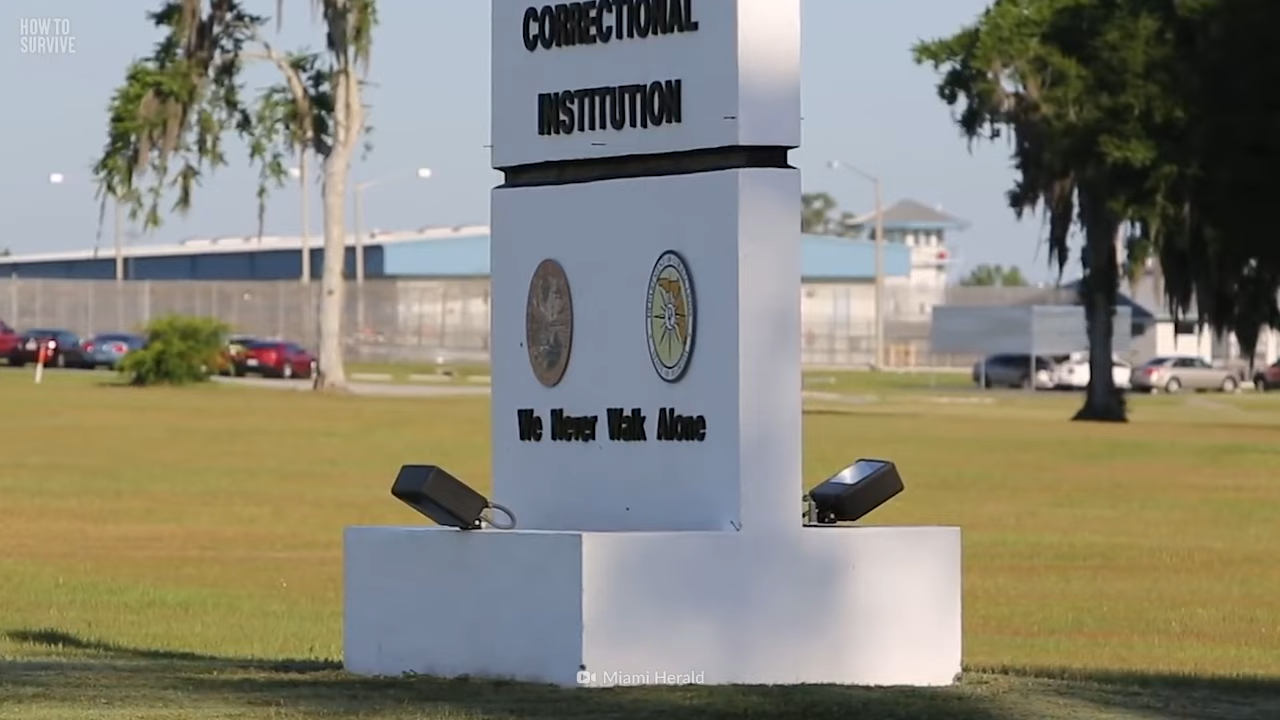 HOW TO
SURVIVE
CORRECTIONAL
INSTITUTION
We Never Walk Alone
Miami Herald